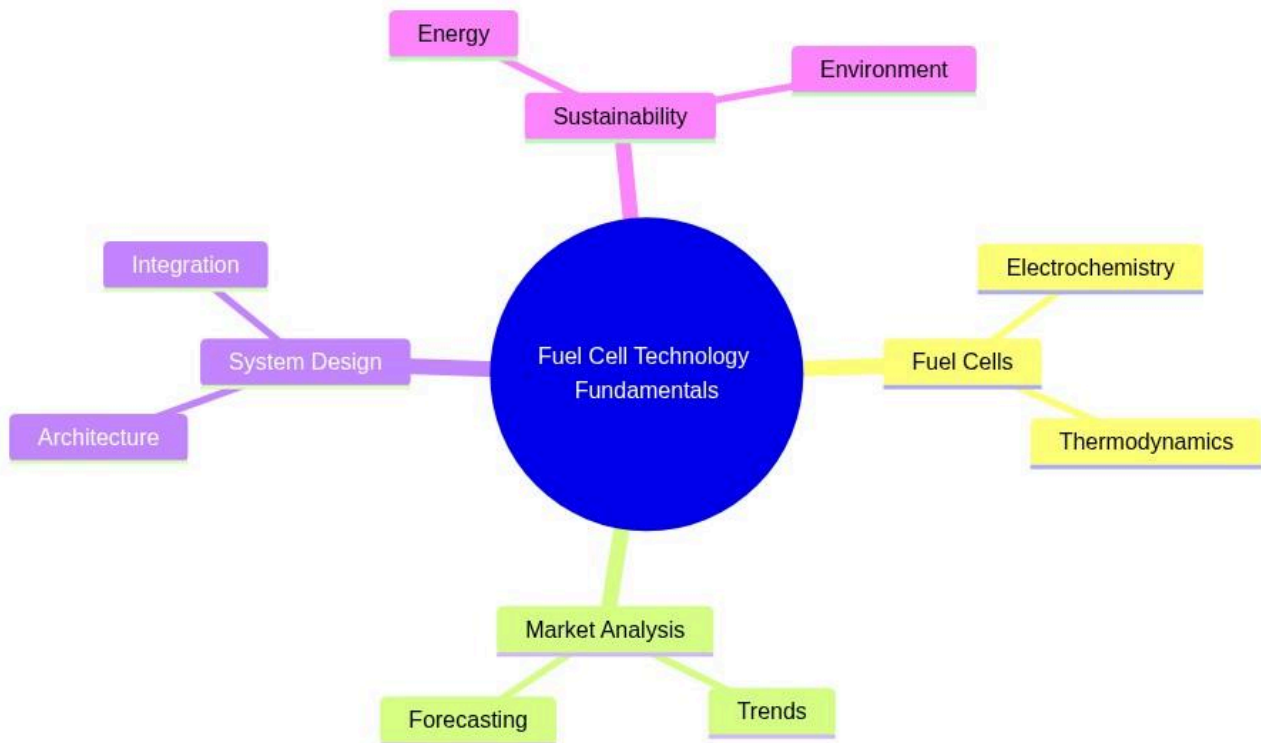 Energy
Environment
Sustainability
Integration
Electrochemistry
System Design
Fuel Cell Technology
Fundamentals
Fuel Cells
Architecture
Thermodynamics
Market Analysis
Forecasting
Trends